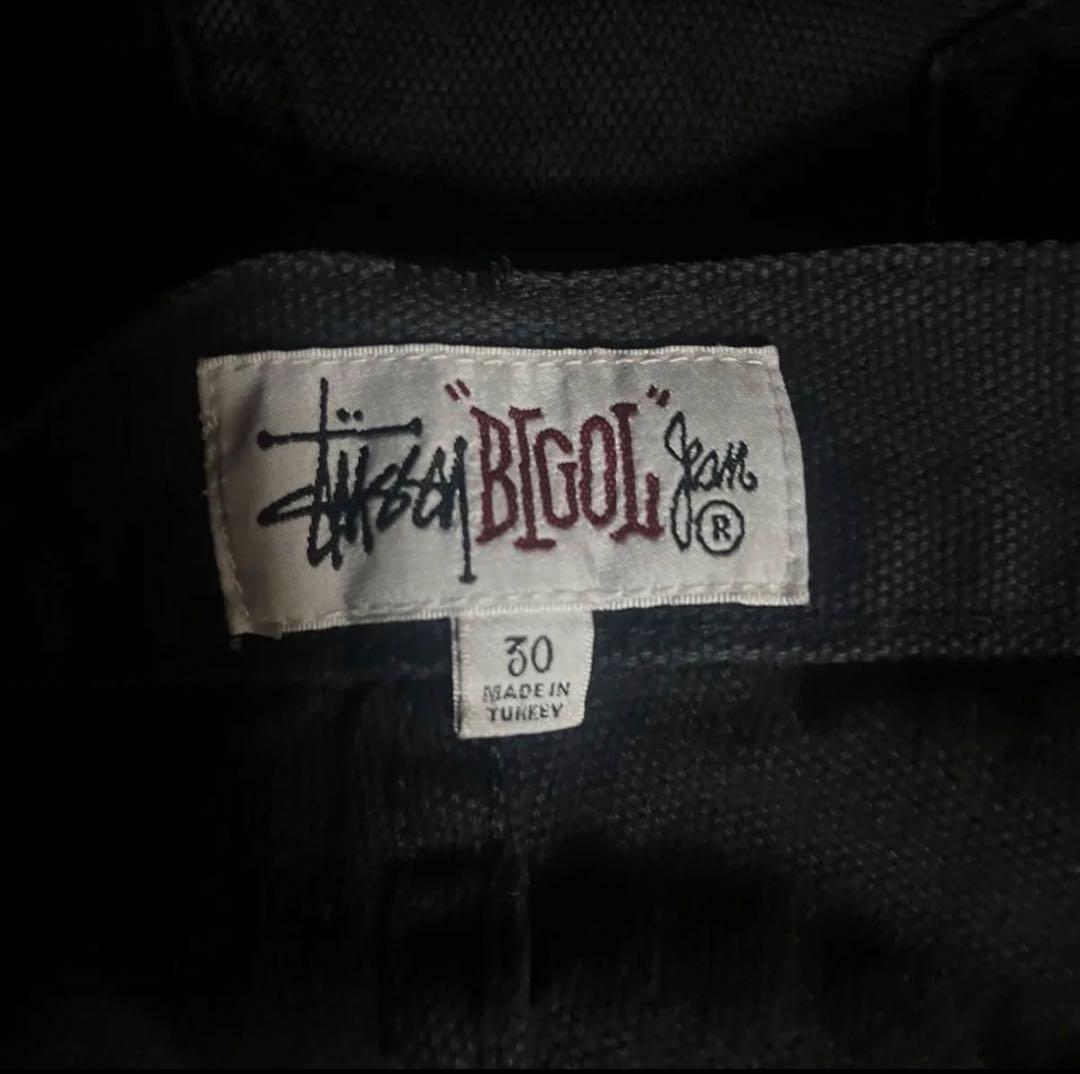 Stüssy "BIGOL" Jean ®
30
MADE IN
TURKEY